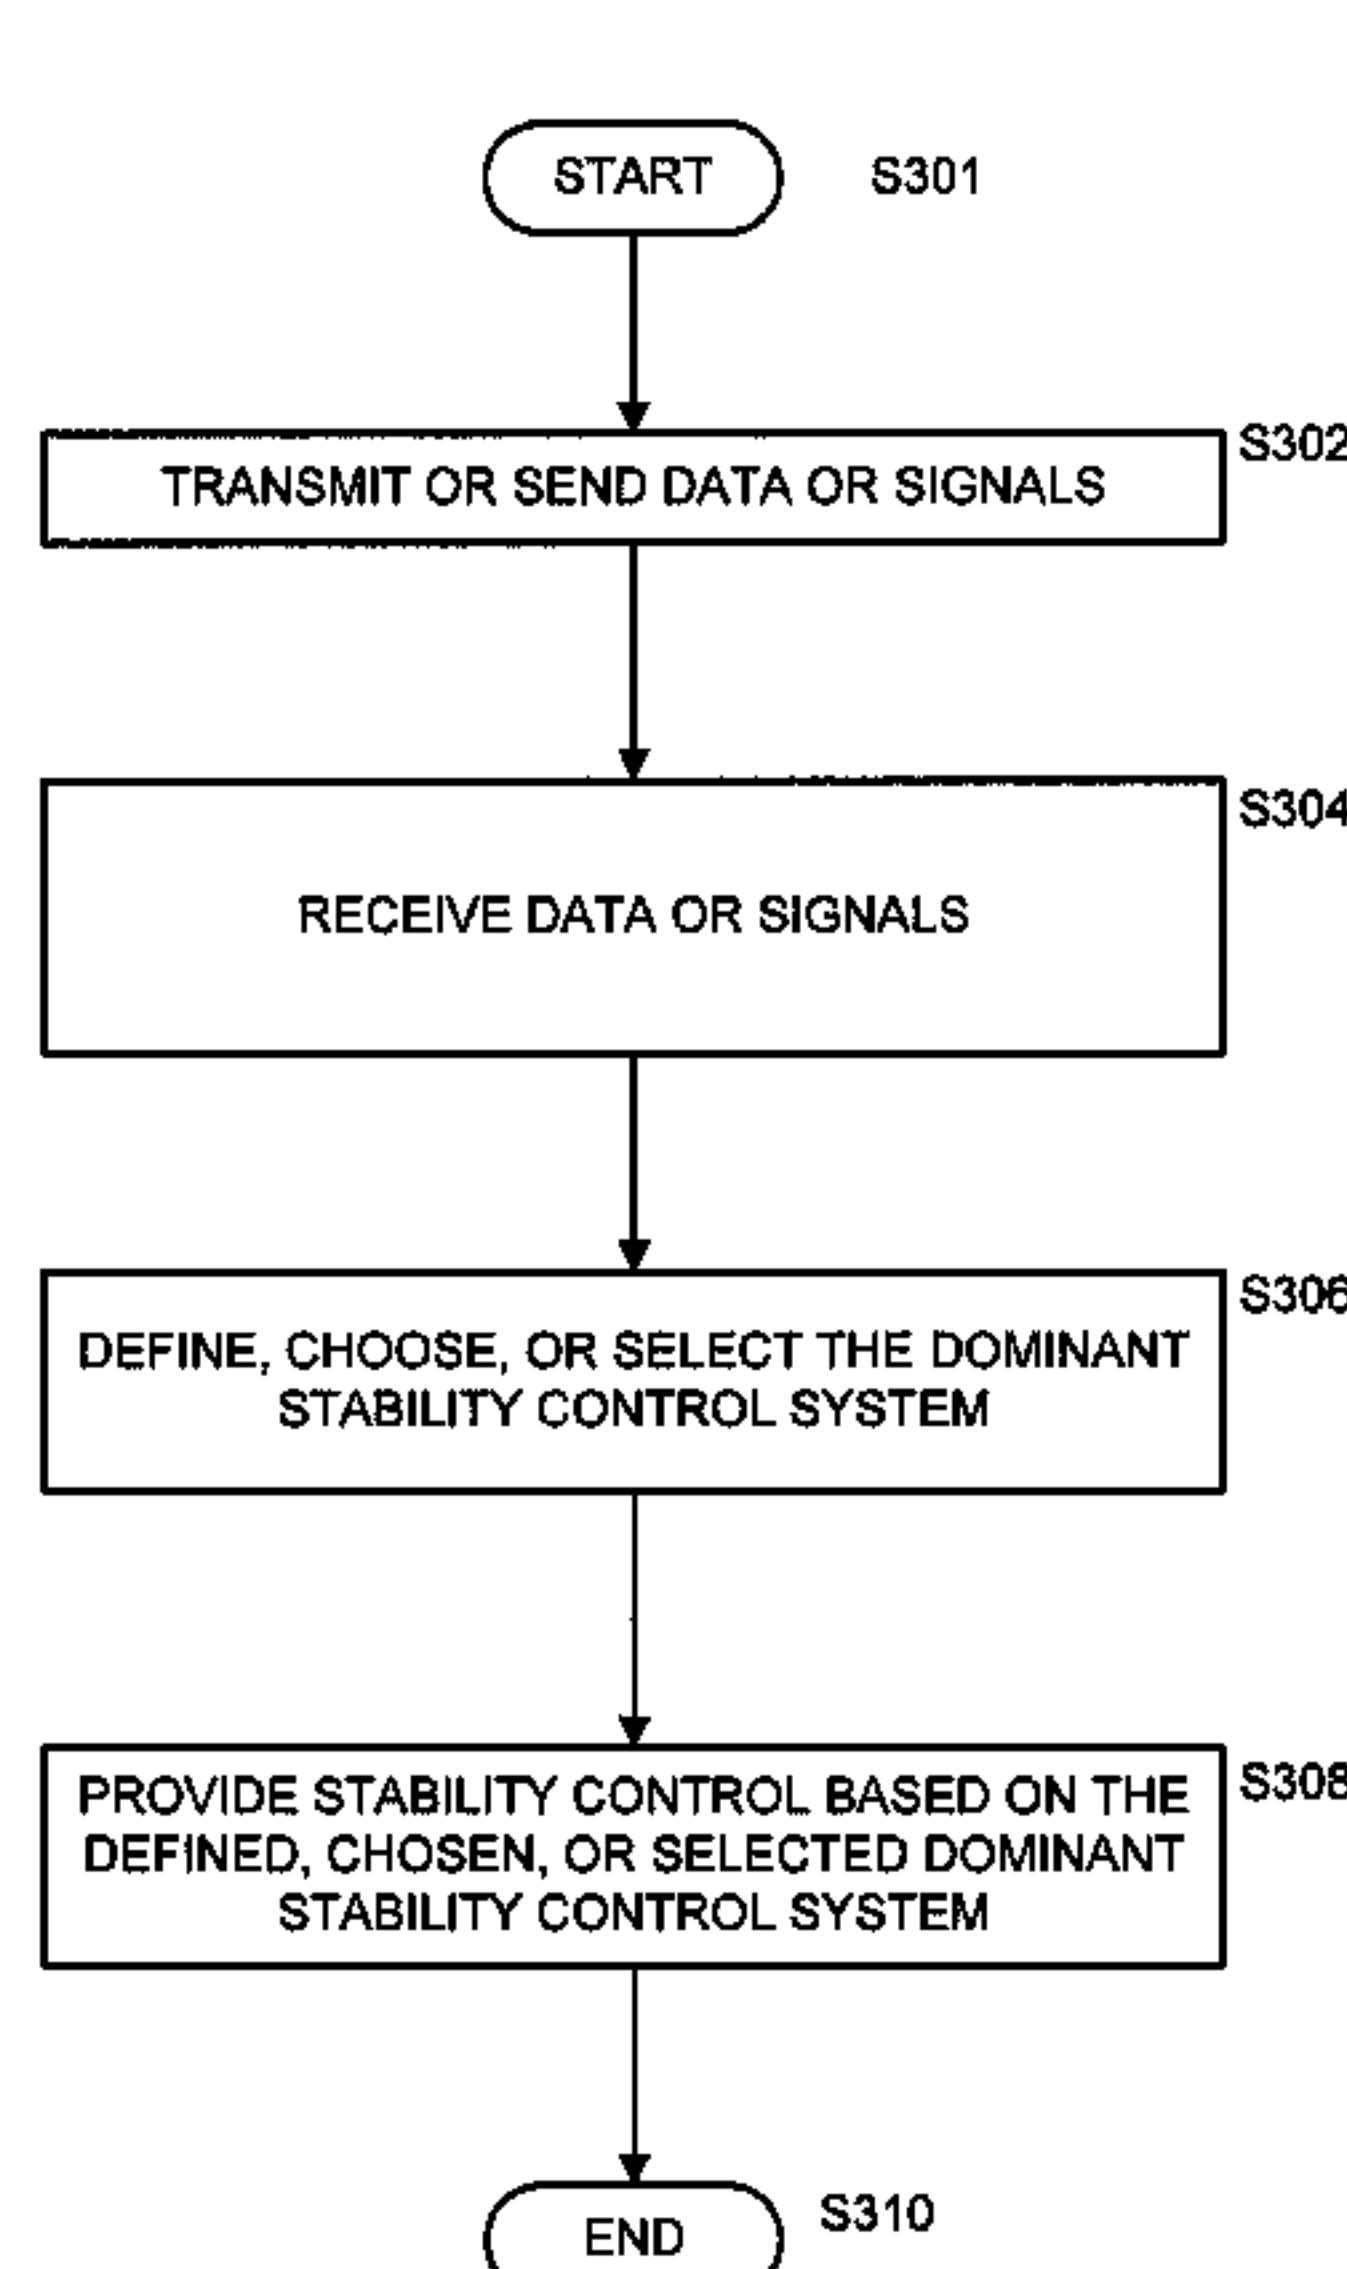 START
S301
S302
TRANSMIT OR SEND DATA OR SIGNALS
S304
RECEIVE DATA OR SIGNALS
S306
DEFINE, CHOOSE, OR SELECT THE DOMINANT
STABILITY CONTROL SYSTEM
S308
PROVIDE STABILITY CONTROL BASED ON THE
DEFINED, CHOSEN, OR SELECTED DOMINANT
STABILITY CONTROL SYSTEM
S310
END